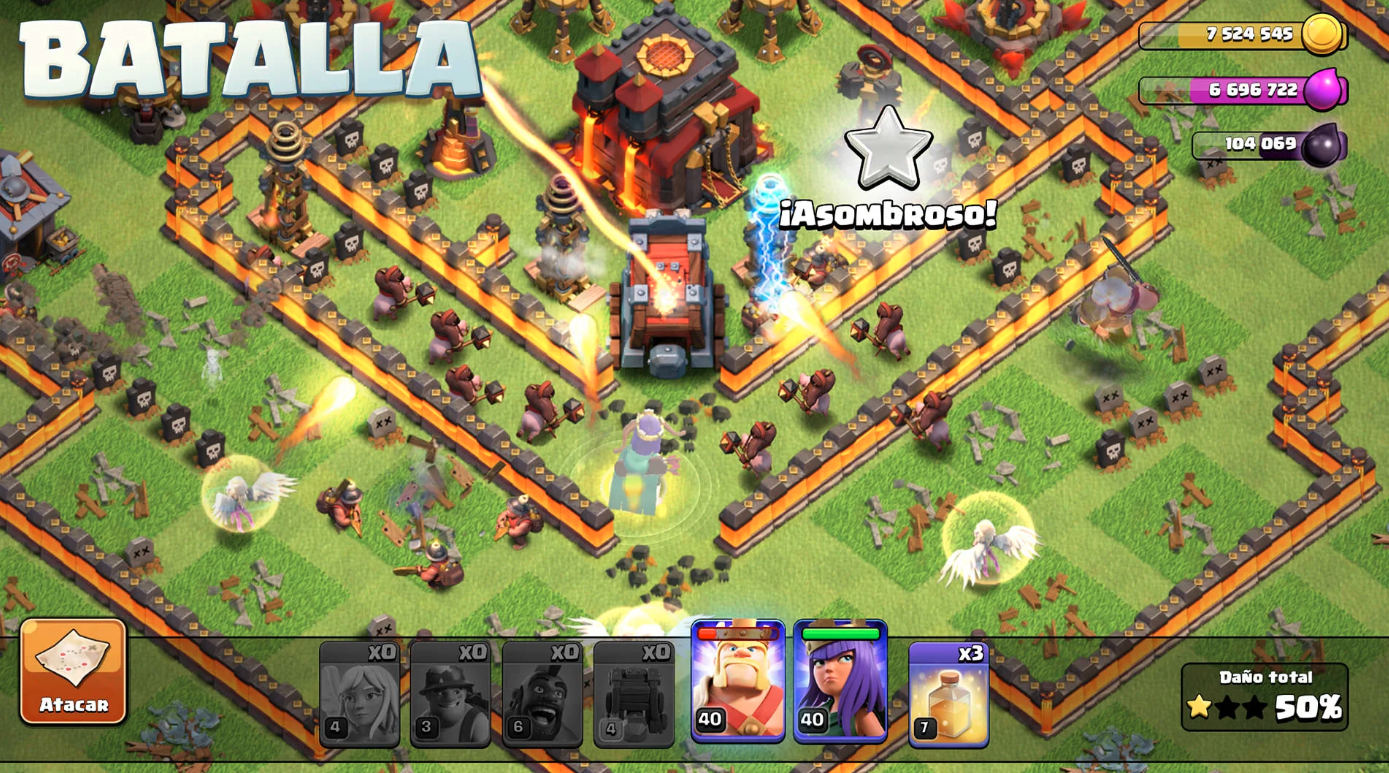 BATALLA
7 524 545
6 696 722
104 069
¡Asombroso!
Atacar
x0
4
x0
3
x0
6
x0
4
40
40
x3
7
Daño total
50%